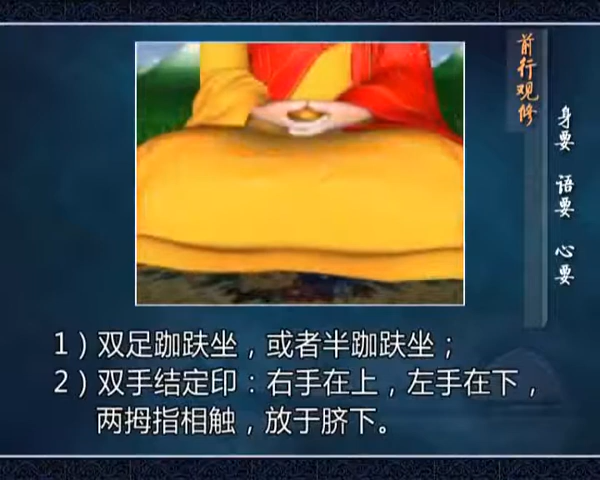 前行观修
身要 语要 心要
1）双足跏趺坐，或者半跏趺坐；
2）双手结定印：右手在上，左手在下，
两拇指相触，放于脐下。